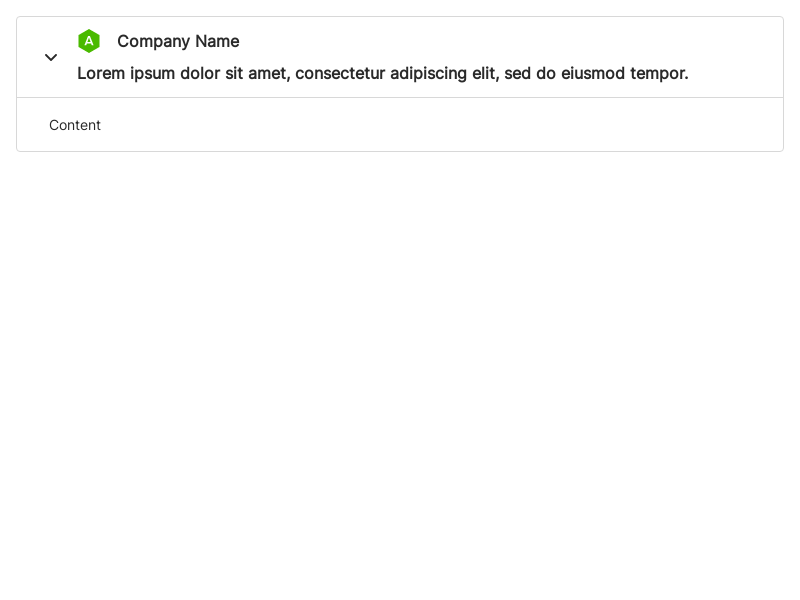 A Company Name
Lorem ipsum dolor sit amet, consectetur adipiscing elit, sed do eiusmod tempor.
Content